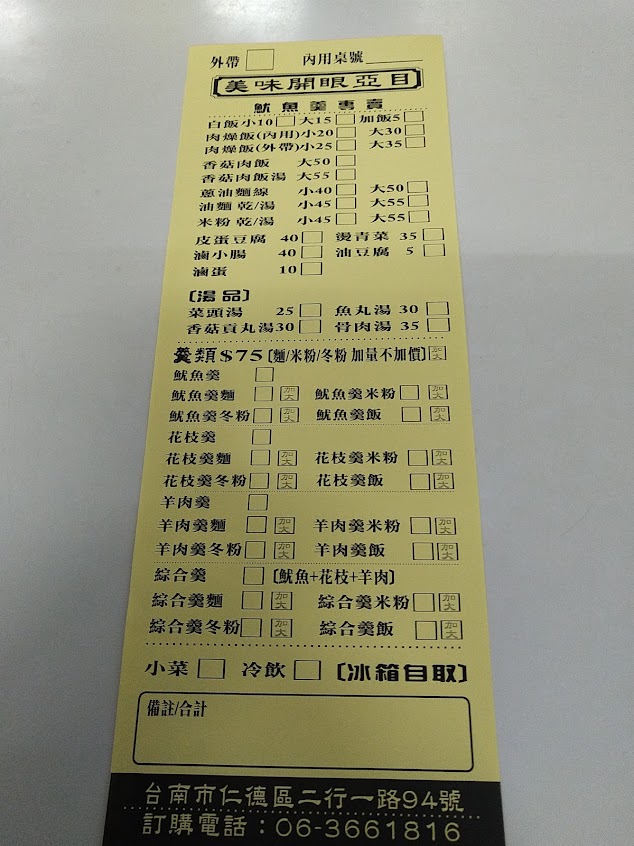 外帶 內用桌號
美味開眼亞目
魷魚羹專賣
白飯小10 大15 加飯5
肉燥飯(內用)小20 大30
肉燥飯(外帶)小25 大35
香菇肉飯 大50
香菇肉飯湯 大55
蔥油麵線 小40 大50
油麵 乾/湯 小45 大55
米粉 乾/湯 小45 大55
皮蛋豆腐 40 燙青菜 35
滷小腸 40 油豆腐 5
滷蛋 10
〔湯品〕
菜頭湯 25 魚丸湯 30
香菇貢丸湯30 骨肉湯 35
羹類$75〔麵/米粉/冬粉 加量不加價〕加大
魷魚羹
魷魚羹麵 加大 魷魚羹米粉 加大
魷魚羹冬粉 加大 魷魚羹飯 加大
花枝羹
花枝羹麵 加大 花枝羹米粉 加大
花枝羹冬粉 加大 花枝羹飯 加大
羊肉羹
羊肉羹麵 加大 羊肉羹米粉 加大
羊肉羹冬粉 加大 羊肉羹飯 加大
綜合羹 〔魷魚+花枝+羊肉〕
綜合羹麵 加大 綜合羹米粉 加大
綜合羹冬粉 加大 綜合羹飯 加大
小菜 冷飲 〔冰箱自取〕
備註/合計
台南市仁德區二行一路94號
訂購電話：06-3661816